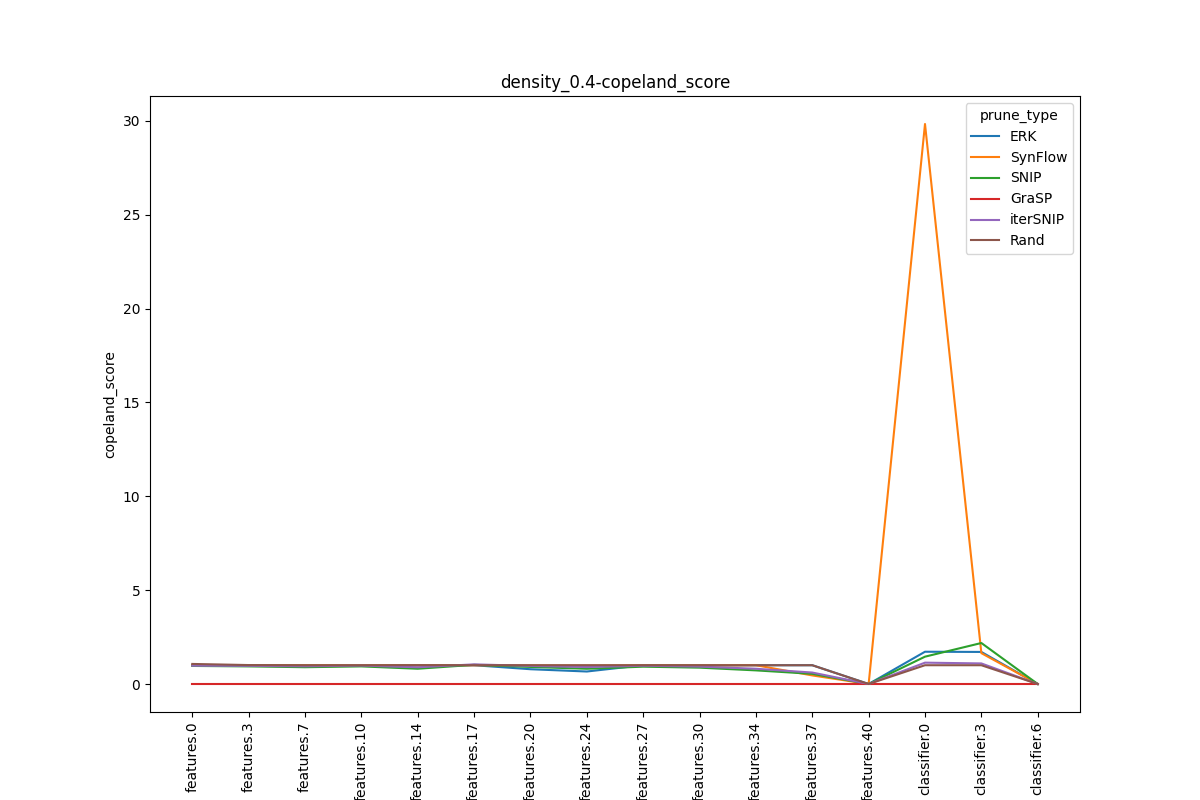 density_0.4-copeland_score
prune_type
ERK
SynFlow
SNIP
GraSP
iterSNIP
Rand
copeland_score
30
25
20
15
10
5
0
features.0
features.3
features.7
features.10
features.14
features.17
features.20
features.24
features.27
features.30
features.34
features.37
features.40
classifier.0
classifier.3
classifier.6